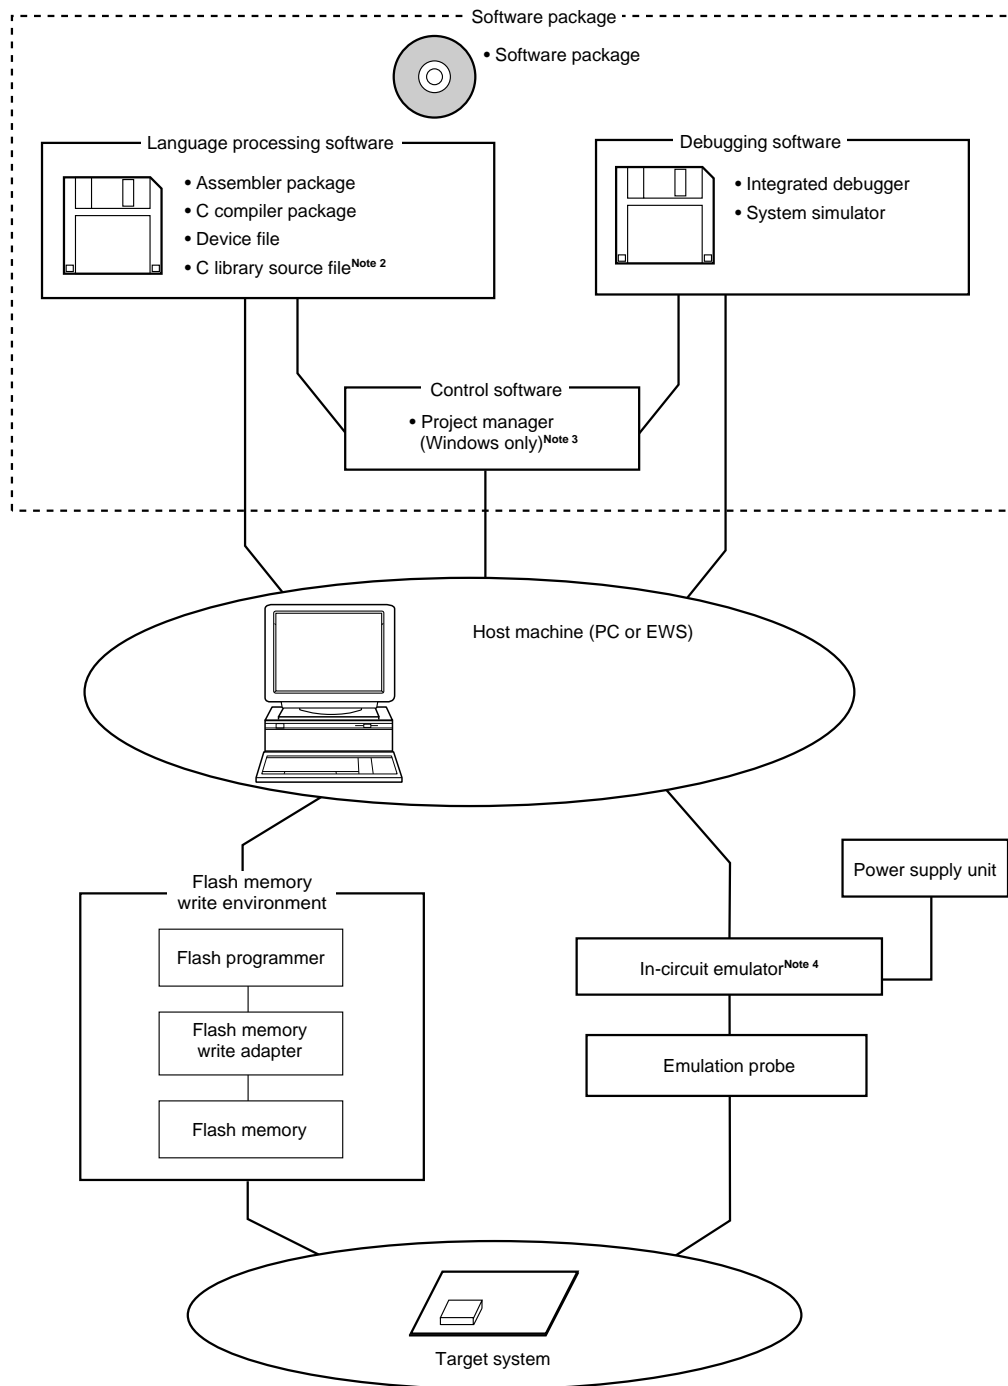 Software package
• Software package
Language processing software
• Assembler package
• C compiler package
• Device file
• C library source fileNote 2
Debugging software
• Integrated debugger
• System simulator
Control software
• Project manager
(Windows only)Note 3
Host machine (PC or EWS)
Flash memory
write environment
Flash programmer
Flash memory
write adapter
Flash memory
Power supply unit
In-circuit emulatorNote 4
Emulation probe
Target system